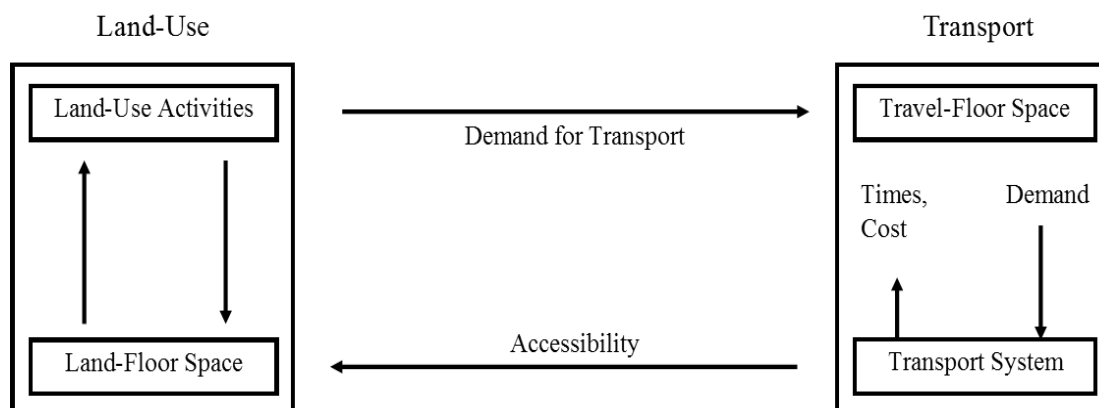 Land-Use
Transport
Land-Use Activities
Travel-Floor Space
Demand for Transport
Times,
Cost
Demand
Accessibility
Land-Floor Space
Transport System